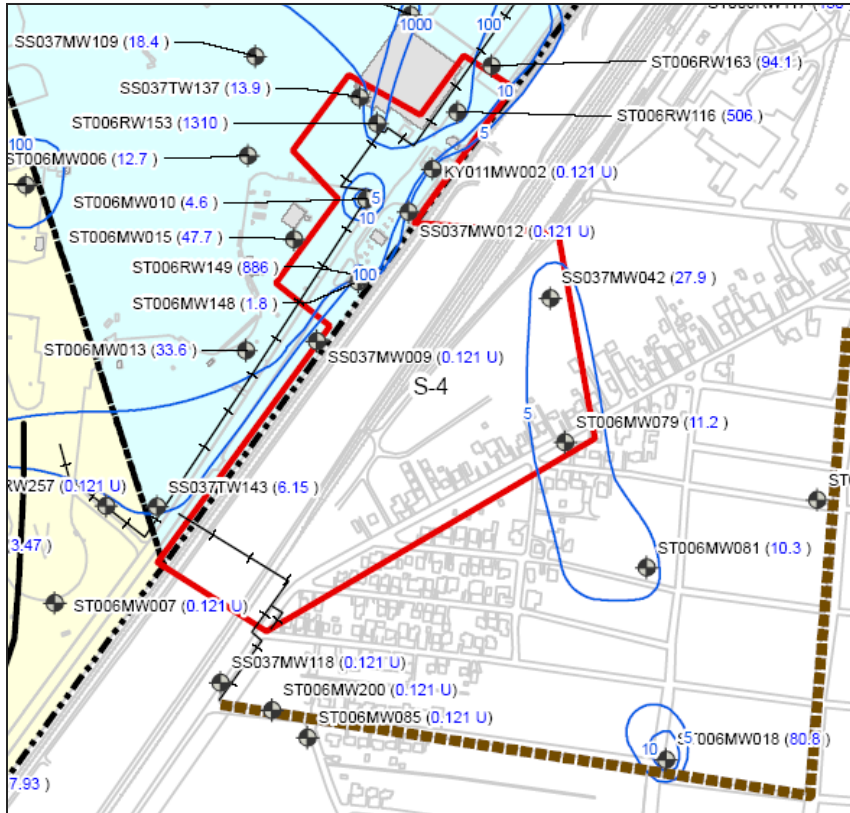 1000
100
SS037MW109 (18.4 )
ST006RW163 (94.1 )
SS037TW137 (13.9 )
10
ST006RW153 (1310 )
ST006RW116 (506 )
5
100
ST006MW006 (12.7 )
KY011MW002 (0.121 U)
ST006MW010 (4.6 )
5
10
SS037MW012 (0.121 U)
ST006MW015 (47.7 )
ST006RW149 (886 )
100
SS037MW042 (27.9 )
ST006MW148 (1.8 )
ST006MW013 (33.6 )
SS037MW009 (0.121 U)
S-4
5
ST006MW079 (11.2 )
RW257 (0.121 U)
SS037TW143 (6.15 )
3.47 )
ST006MW081 (10.3 )
ST006MW007 (0.121 U)
SS037MW118 (0.121 U)
ST006MW200 (0.121 U)
ST006MW085 (0.121 U)
5
10
ST006MW018 (80.8 )
7.93 )